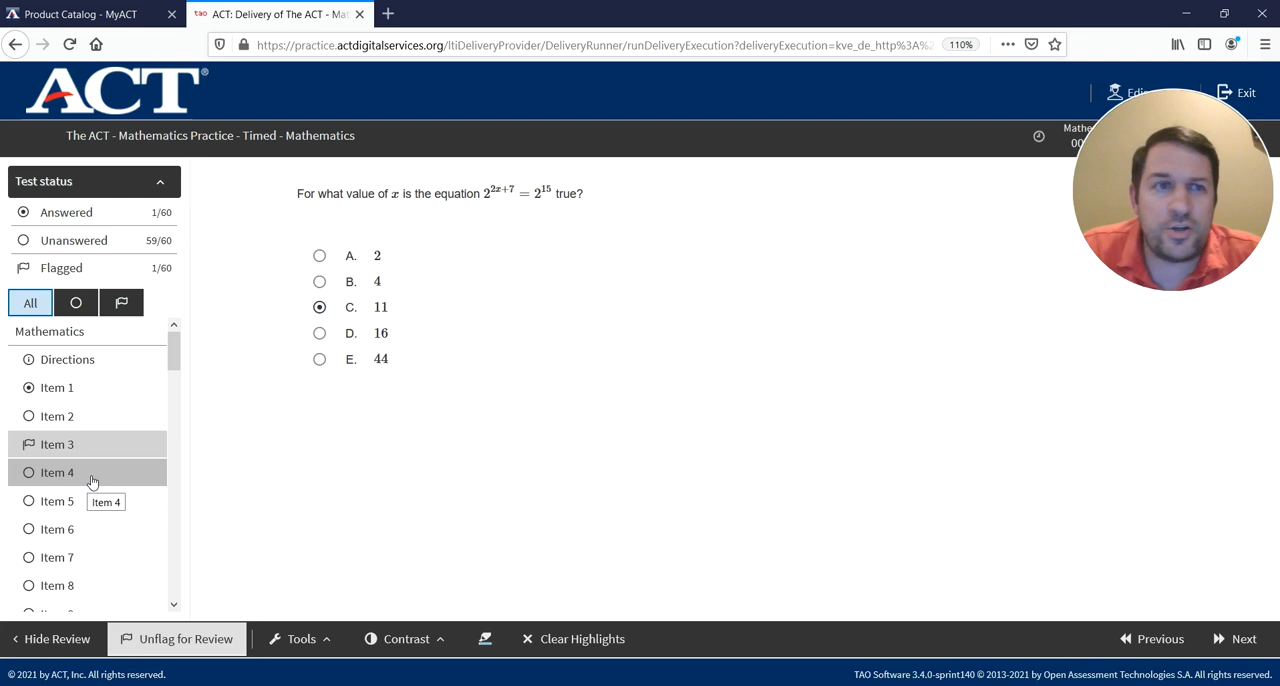 Product Catalog - MyACT
tao ACT: Delivery of The ACT - Mat
https://practice.actdigitalservices.org/ltiDeliveryProvider/DeliveryRunner/runDeliveryExecution?deliveryExecution=kve_de_http%3A%2
110%
ACT®
Exit
The ACT - Mathematics Practice - Timed - Mathematics
Test status
Answered 1/60
Unanswered 59/60
Flagged 1/60
All
Mathematics
Directions
Item 1
Item 2
Item 3
Item 4
Item 4
Item 5
Item 6
Item 7
Item 8
For what value of x is the equation 2^{2x+7} = 2^{15} true?
A. 2
B. 4
C. 11
D. 16
E. 44
Hide Review
Unflag for Review
Tools
Contrast
Clear Highlights
Previous
Next
© 2021 by ACT, Inc. All rights reserved.
TAO Software 3.4.0-sprint140 © 2013-2021 by Open Assessment Technologies S.A. All rights reserved.